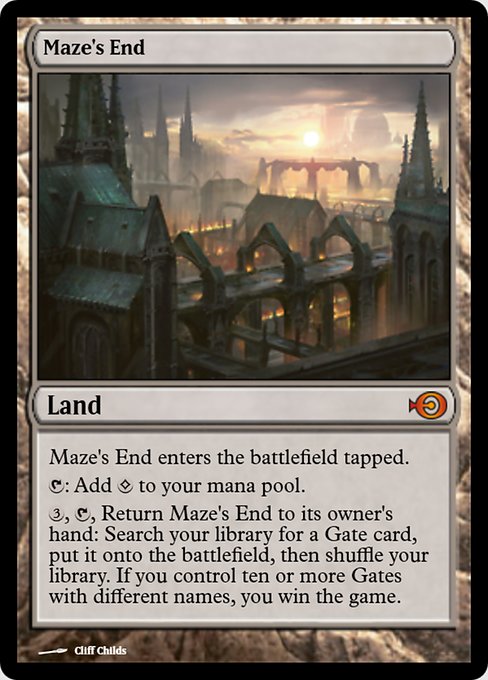 Maze's End
Land
Maze's End enters the battlefield tapped.
: Add to your mana pool.
3, , Return Maze's End to its owner's
hand: Search your library for a Gate card,
put it onto the battlefield, then shuffle your
library. If you control ten or more Gates
with different names, you win the game.
Cliff Childs